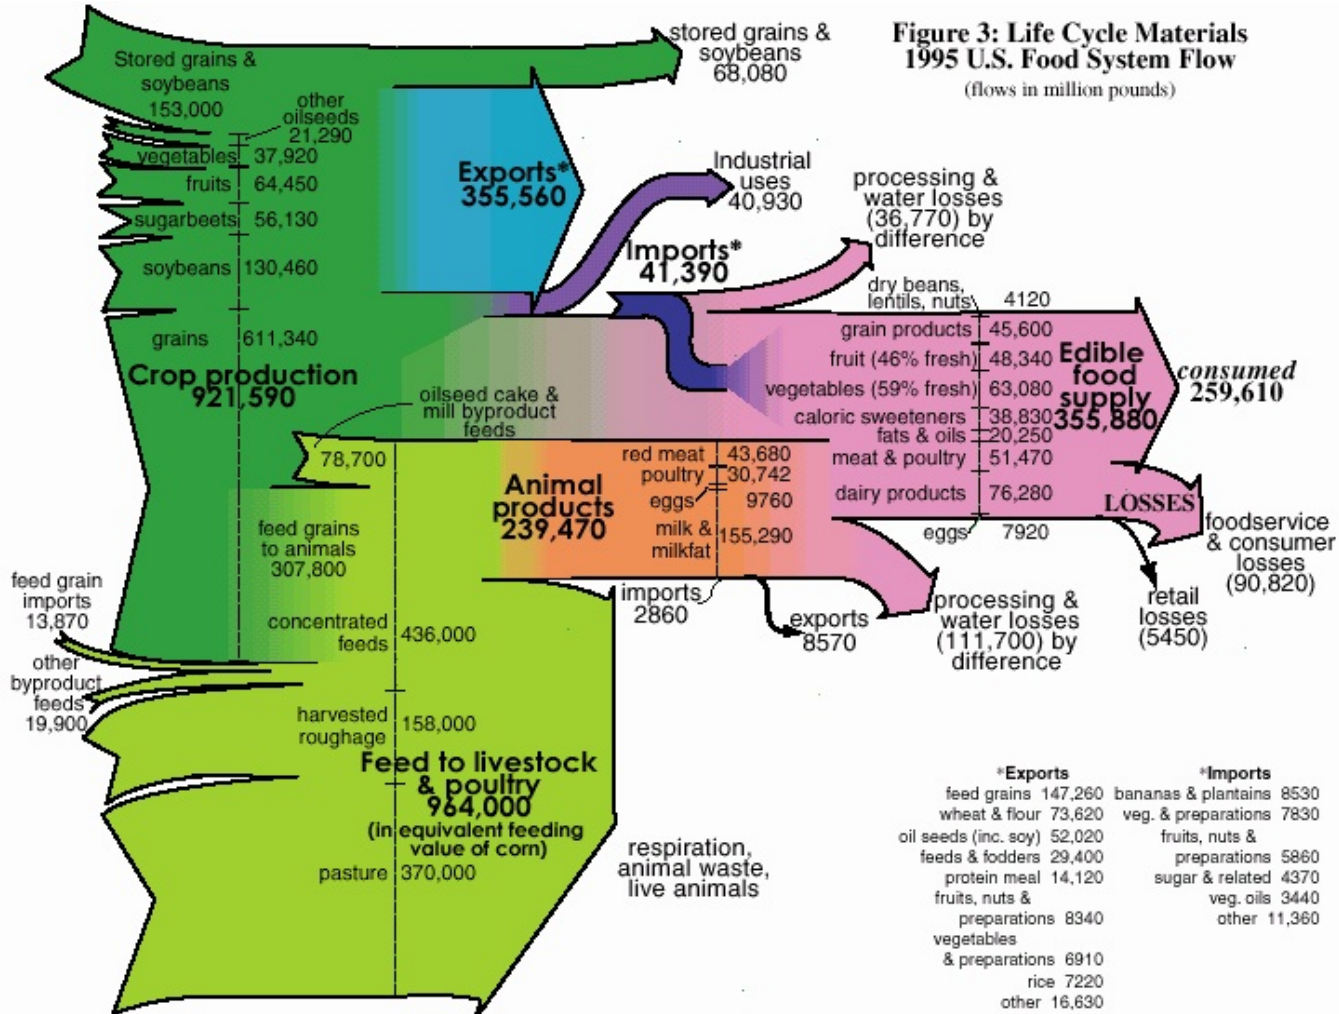 Figure 3: Life Cycle Materials
1995 U.S. Food System Flow
(flows in million pounds)
stored grains &
soybeans
68,080
Stored grains &
soybeans
153,000
other
oilseeds
21,290
vegetables 37,920
fruits 64,450
sugarbeets 56,130
soybeans 130,460
grains 611,340
Crop production
921,590
Exports*
355,560
Industrial
uses
40,930
Imports*
41,390
processing &
water losses
(36,770) by
difference
dry beans,
lentils, nuts 4120
grain products 45,600
fruit (46% fresh) 48,340
vegetables (59% fresh) 63,080
caloric sweeteners 38,830
fats & oils 20,250
meat & poultry 51,470
dairy products 76,280
eggs 7920
Edible
food
supply
355,880
consumed
259,610
LOSSES
foodservice
& consumer
losses
(90,820)
retail
losses
(5450)
oilseed cake &
mill byproduct
feeds
78,700
Animal
products
239,470
red meat 43,680
poultry 30,742
eggs 9760
milk &
milkfat 155,290
imports
2860
exports
8570
processing &
water losses
(111,700) by
difference
feed grains
to animals
307,800
feed grain
imports
13,870
other
byproduct
feeds
19,900
concentrated
feeds 436,000
harvested
roughage 158,000
Feed to livestock
& poultry
964,000
(in equivalent feeding
value of corn)
pasture 370,000
respiration,
animal waste,
live animals
*Exports
feed grains 147,260
wheat & flour 73,620
oil seeds (inc. soy) 52,020
feeds & fodders 29,400
protein meal 14,120
fruits, nuts &
preparations 8340
vegetables
& preparations 6910
rice 7220
other 16,630
*Imports
bananas & plantains 8530
veg. & preparations 7830
fruits, nuts &
preparations 5860
sugar & related 4370
veg. oils 3440
other 11,360